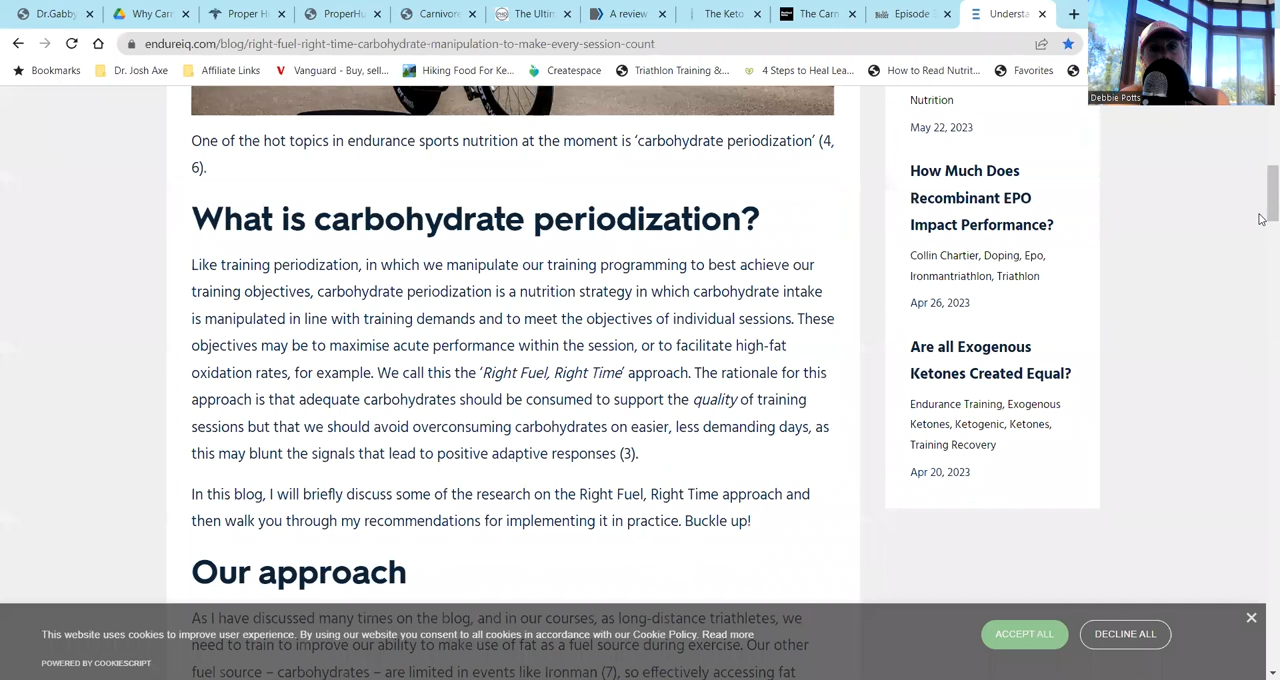 Dr.Gabby
Why Carn
Proper H
ProperHu
Carnivore
The Ultim
A review
The Keto
The Carn
Episode
Understa
endureiq.com/blog/right-fuel-right-time-carbohydrate-manipulation-to-make-every-session-count
Bookmarks
Dr. Josh Axe
Affiliate Links
Vanguard - Buy, sell...
Hiking Food For Ke...
Createspace
Triathlon Training &...
4 Steps to Heal Lea...
How to Read Nutrit...
Favorites
Debbie Potts
One of the hot topics in endurance sports nutrition at the moment is ‘carbohydrate periodization’ (4,
6).
What is carbohydrate periodization?
Like training periodization, in which we manipulate our training programming to best achieve our
training objectives, carbohydrate periodization is a nutrition strategy in which carbohydrate intake
is manipulated in line with training demands and to meet the objectives of individual sessions. These
objectives may be to maximise acute performance within the session, or to facilitate high-fat
oxidation rates, for example. We call this the ‘Right Fuel, Right Time’ approach. The rationale for this
approach is that adequate carbohydrates should be consumed to support the quality of training
sessions but that we should avoid overconsuming carbohydrates on easier, less demanding days, as
this may blunt the signals that lead to positive adaptive responses (3).
In this blog, I will briefly discuss some of the research on the Right Fuel, Right Time approach and
then walk you through my recommendations for implementing it in practice. Buckle up!
Our approach
As I have discussed many times on the blog, and in our courses, as long-distance triathletes, we
need to train to improve our ability to make use of fat as a fuel source during exercise. Our other
fuel source – carbohydrates – are limited in events like Ironman (7), so effectively accessing fat
Nutrition
May 22, 2023
How Much Does
Recombinant EPO
Impact Performance?
Collin Chartier, Doping, Epo,
Ironmantriathlon, Triathlon
Apr 26, 2023
Are all Exogenous
Ketones Created Equal?
Endurance Training, Exogenous
Ketones, Ketogenic, Ketones,
Training Recovery
Apr 20, 2023
This website uses cookies to improve user experience. By using our website you consent to all cookies in accordance with our Cookie Policy. Read more
POWERED BY COOKIESCRIPT
ACCEPT ALL
DECLINE ALL